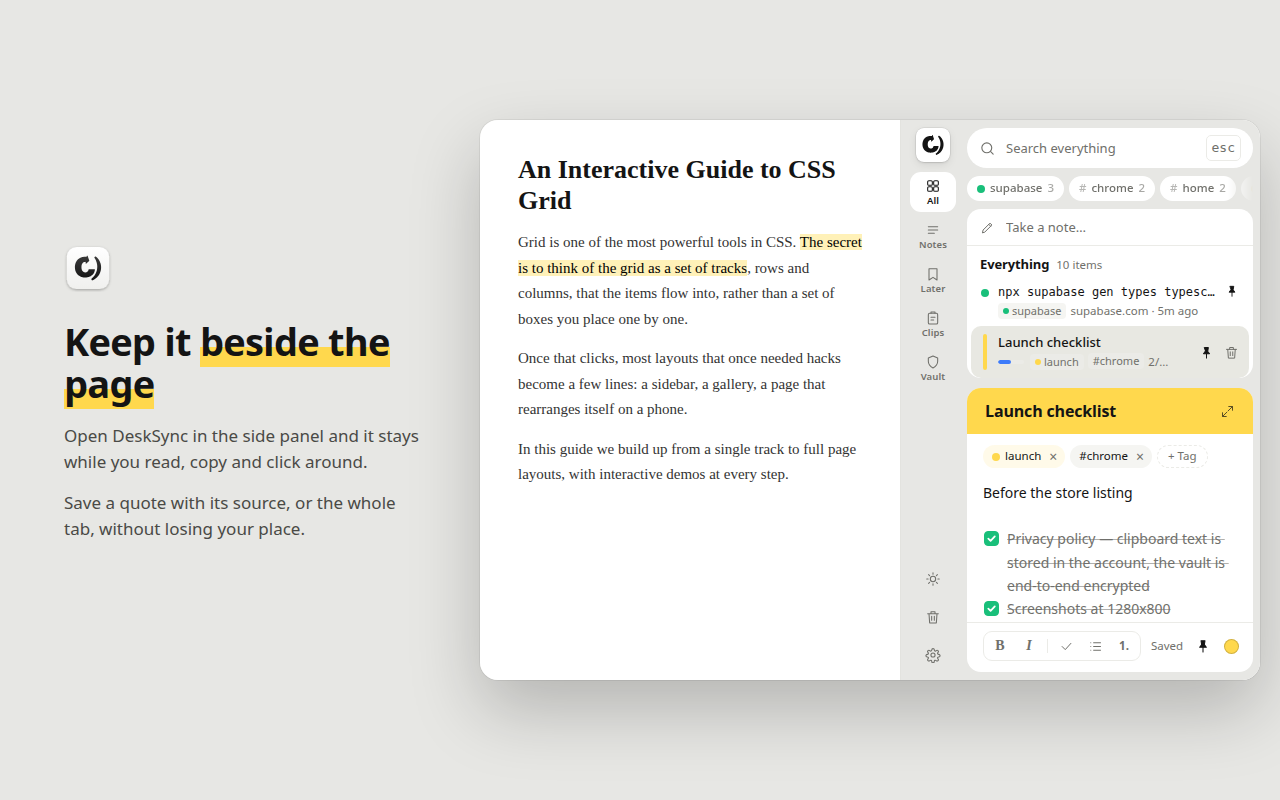 Keep it beside the
page
Open DeskSync in the side panel and it stays
while you read, copy and click around.
Save a quote with its source, or the whole
tab, without losing your place.
An Interactive Guide to CSS
Grid
Grid is one of the most powerful tools in CSS. The secret
is to think of the grid as a set of tracks, rows and
columns, that the items flow into, rather than a set of
boxes you place one by one.
Once that clicks, most layouts that once needed hacks
become a few lines: a sidebar, a gallery, a page that
rearranges itself on a phone.
In this guide we build up from a single track to full page
layouts, with interactive demos at every step.
All
Notes
Later
Clips
Vault
Search everything esc
supabase 3 # chrome 2 # home 2
Take a note...
Everything 10 items
npx supabase gen types typesc…
supabase supabase.com · 5m ago
Launch checklist
launch #chrome 2/...
Launch checklist
launch × #chrome × + Tag
Before the store listing
Privacy policy — clipboard text is
stored in the account, the vault is
end-to-end encrypted
Screenshots at 1280x800
B I 1. Saved